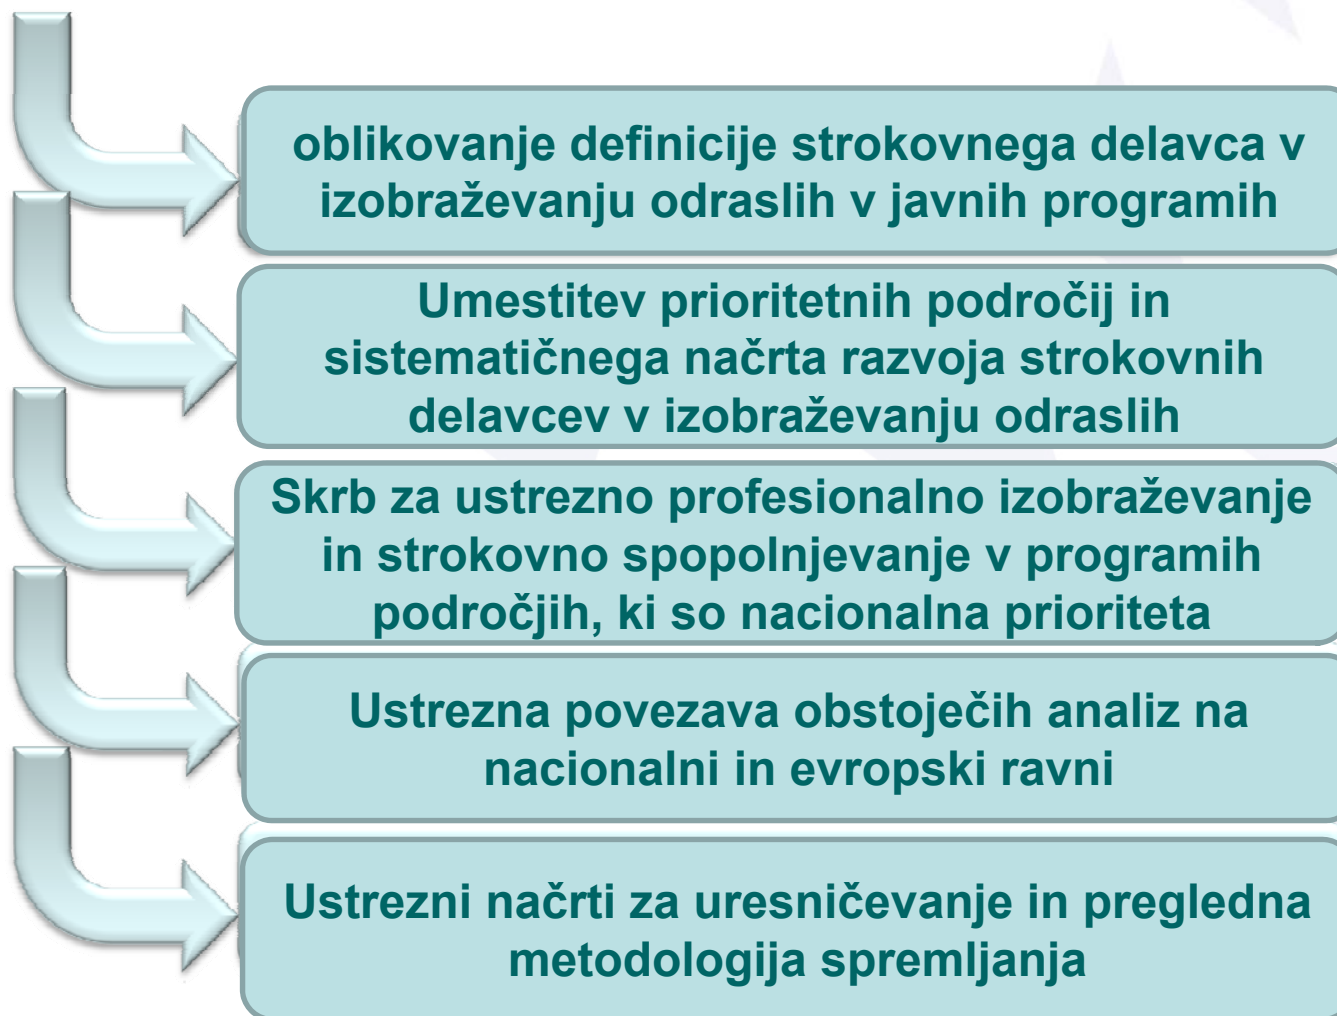 oblikovanje definicije strokovnega delavca v
izobraževanju odraslih v javnih programih
Umestitev prioritetnih področij in
sistematičnega načrta razvoja strokovnih
delavcev v izobraževanju odraslih
Skrb za ustrezno profesionalno izobraževanje
in strokovno spopolnjevanje v programih
področjih, ki so nacionalna prioriteta
Ustrezna povezava obstoječih analiz na
nacionalni in evropski ravni
Ustrezni načrti za uresničevanje in pregledna
metodologija spremljanja